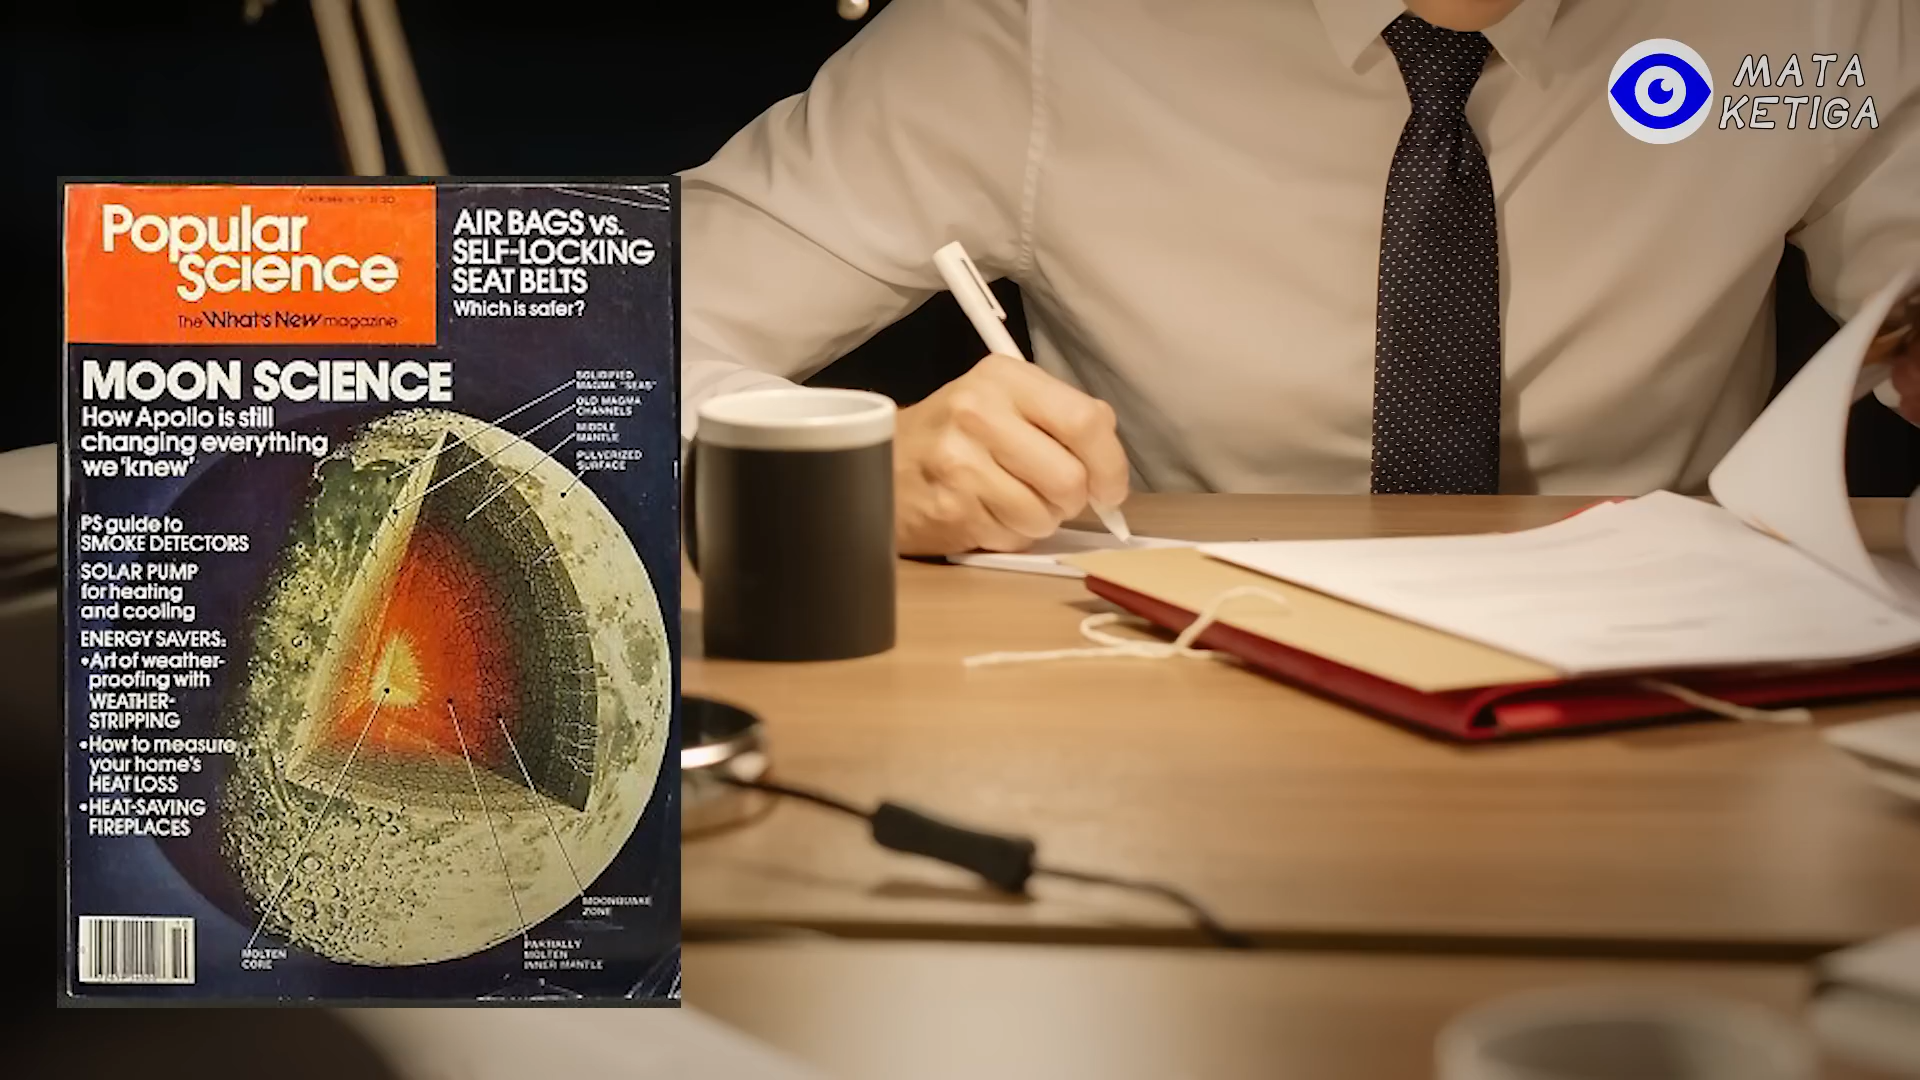 MATA
KETIGA
Popular
Science
The What's New magazine
AIR BAGS vs.
SELF-LOCKING
SEAT BELTS
Which is safer?
MOON SCIENCE
How Apollo is still
changing everything
we 'knew'
SOLIDIFIED
MAGMA "SEAS"
OLD MAGMA
CHANNELS
MIDDLE
MANTLE
PULVERIZED
SURFACE
PS guide to
SMOKE DETECTORS
SOLAR PUMP
for heating
and cooling
ENERGY SAVERS:
•Art of weather-
proofing with
WEATHER-
STRIPPING
•How to measure
your home's
HEAT LOSS
•HEAT-SAVING
FIREPLACES
MOONQUAKE
ZONE
MOLTEN
CORE
PARTIALLY
MOLTEN
INNER MANTLE